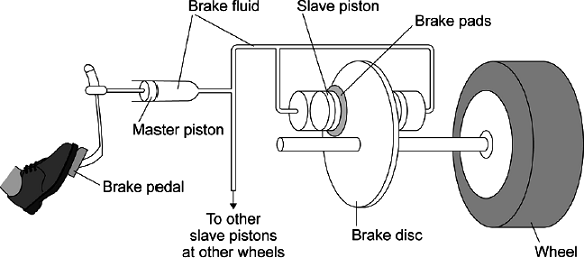 Brake fluid
Slave piston
Brake pads
Master piston
Brake pedal
To other
slave pistons
at other wheels
Brake disc
Wheel